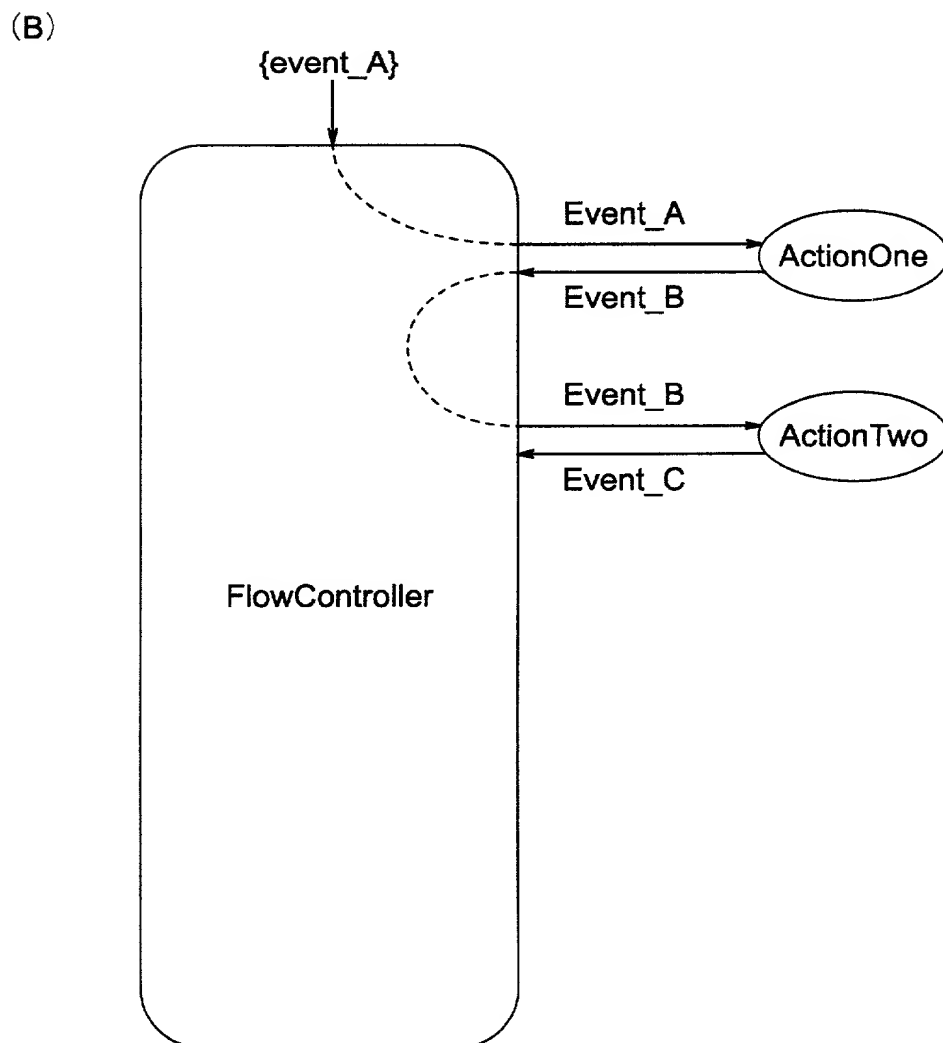 (B)
{event_A}
Event_A
ActionOne
Event_B
Event_B
ActionTwo
Event_C
FlowController